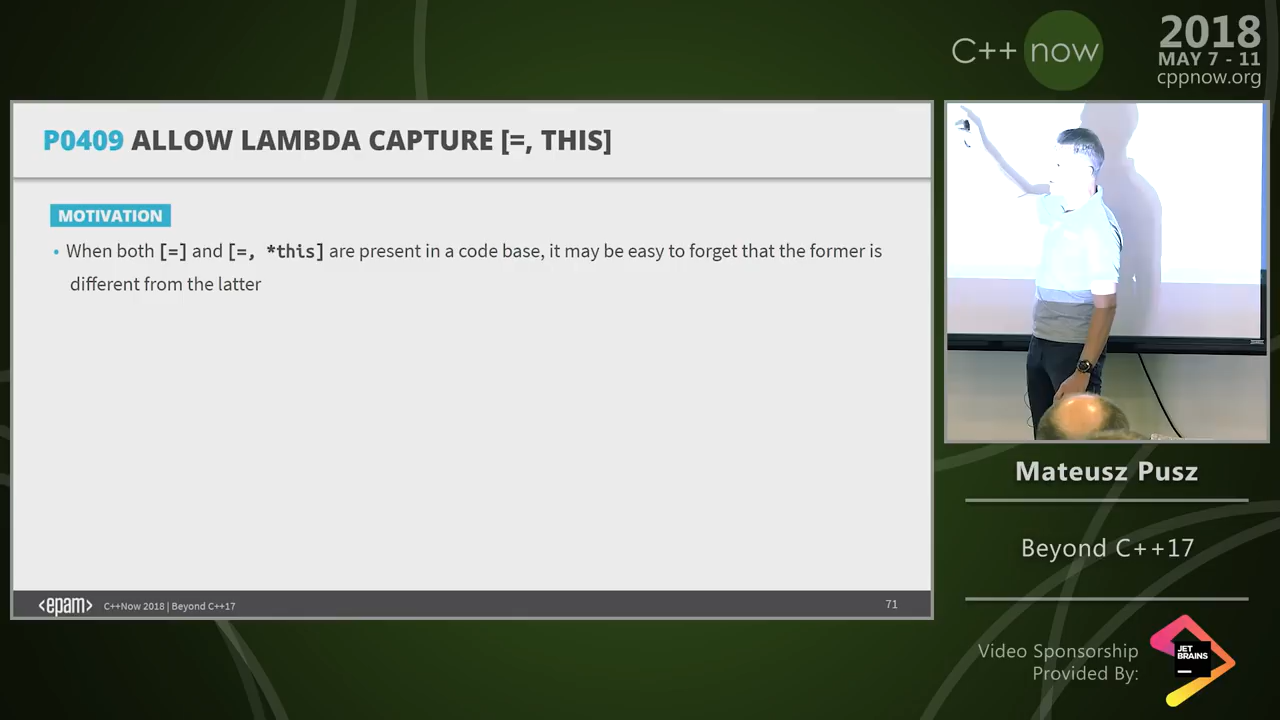 C++ now
2018
MAY 7 - 11
cppnow.org
P0409 ALLOW LAMBDA CAPTURE [=, THIS]
MOTIVATION
• When both [=] and [=, *this] are present in a code base, it may be easy to forget that the former is
different from the latter
<epam> C++Now 2018 | Beyond C++17 71
Mateusz Pusz
Beyond C++17
Video Sponsorship
Provided By:
JET
BRAINS